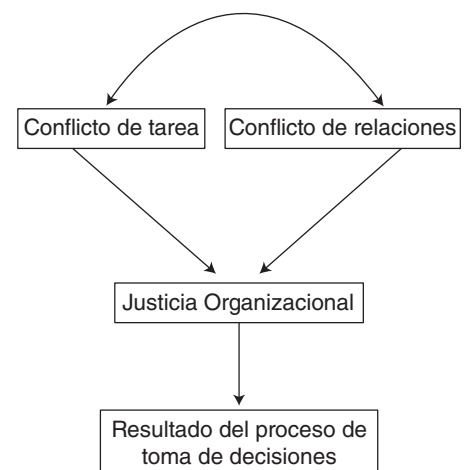 Conflicto de tarea
Conflicto de relaciones
Justicia Organizacional
Resultado del proceso de
toma de decisiones